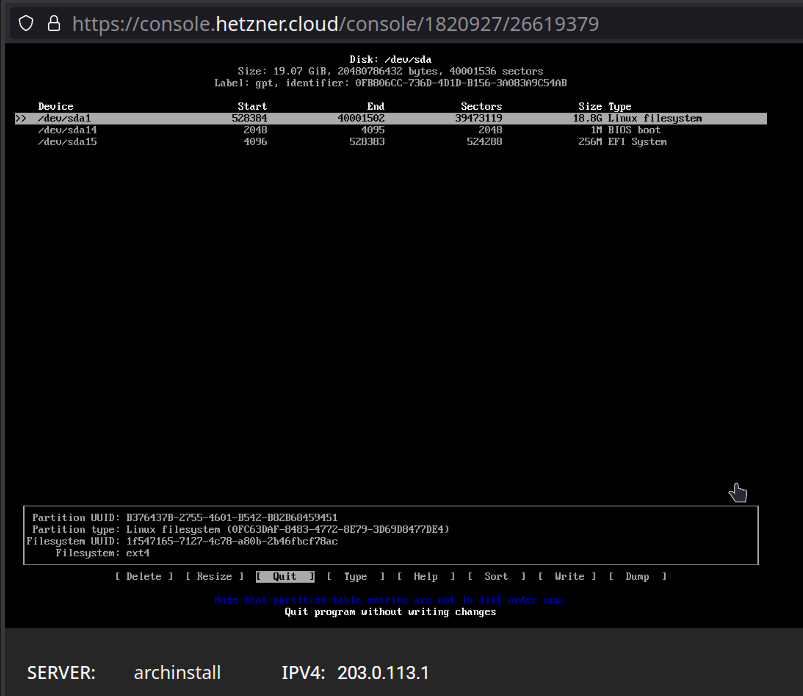 https://console.hetzner.cloud/console/1820927/26619379
Disk: /dev/sda
Size: 19.07 GiB, 20480786432 bytes, 40001536 sectors
Label: gpt, identifier: 0FB806CC-736D-4D1D-B156-3A083A9C54AB
Device Start End Sectors Size Type
>> /dev/sda1 528384 40001502 39473119 18.8G Linux filesystem
/dev/sda14 2048 4095 2048 1M BIOS boot
/dev/sda15 4096 528383 524288 256M EFI System
Partition UUID: B376437B-2755-4601-B542-B82B68459451
Partition type: Linux filesystem (0FC63DAF-8483-4772-8E79-3D69D8477DE4)
Filesystem UUID: 1f547165-7127-4c78-a80b-2b46fbcf78ac
Filesystem: ext4
[ Delete ] [ Resize ] [ Quit ] [ Type ] [ Help ] [ Sort ] [ Write ] [ Dump ]
Note that partition table entries are not in disk order now.
Quit program without writing changes
SERVER: archinstall IPV4: 203.0.113.1